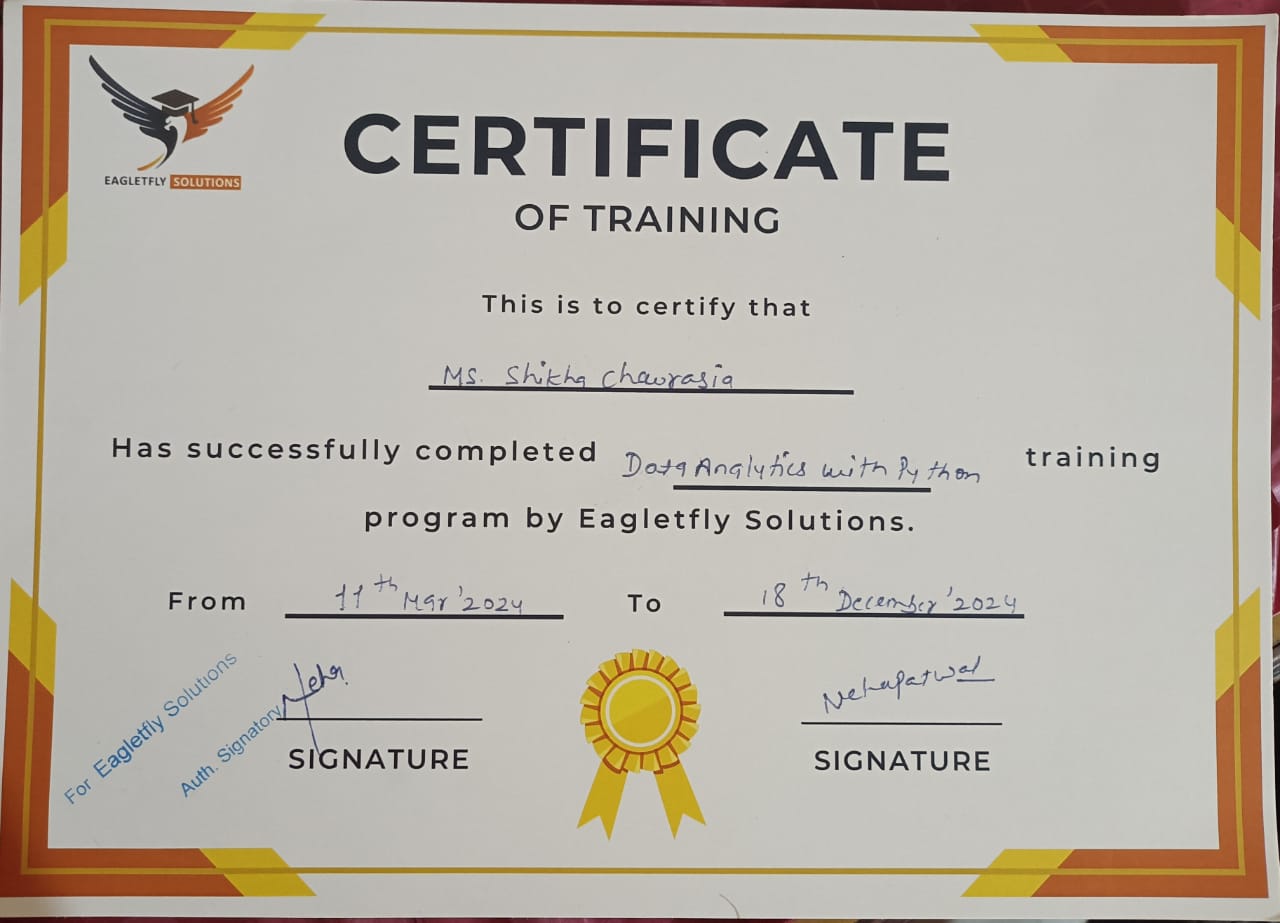 EAGLETFLY SOLUTIONS
CERTIFICATE
OF TRAINING
This is to certify that
Ms. Shikha Chaurasia
Has successfully completed Data Analytics with Python training
program by Eagletfly Solutions.
From 11th Mar '2024 To 18th December '2024
For Eagletfly Solutions
Auth. Signatory
Neha
Nehapatwal
SIGNATURE
SIGNATURE